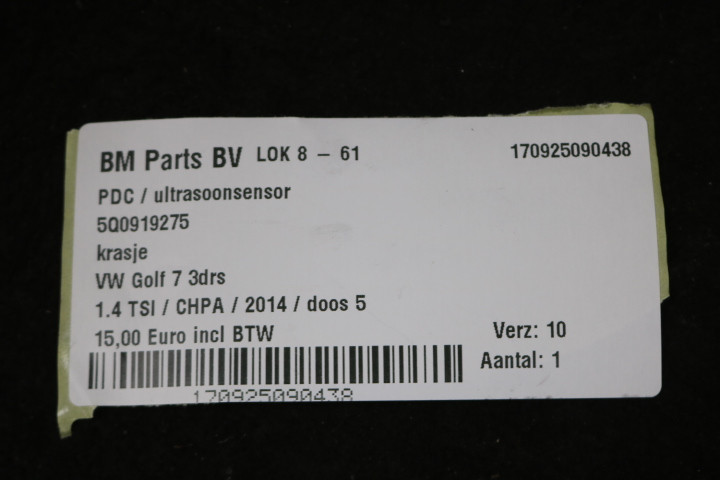 BM Parts BV LOK 8 - 61 170925090438
PDC / ultrasoonsensor
5Q0919275
krasje
VW Golf 7 3drs
1.4 TSI / CHPA / 2014 / doos 5
15,00 Euro incl BTW Verz: 10
Aantal: 1
170925090438